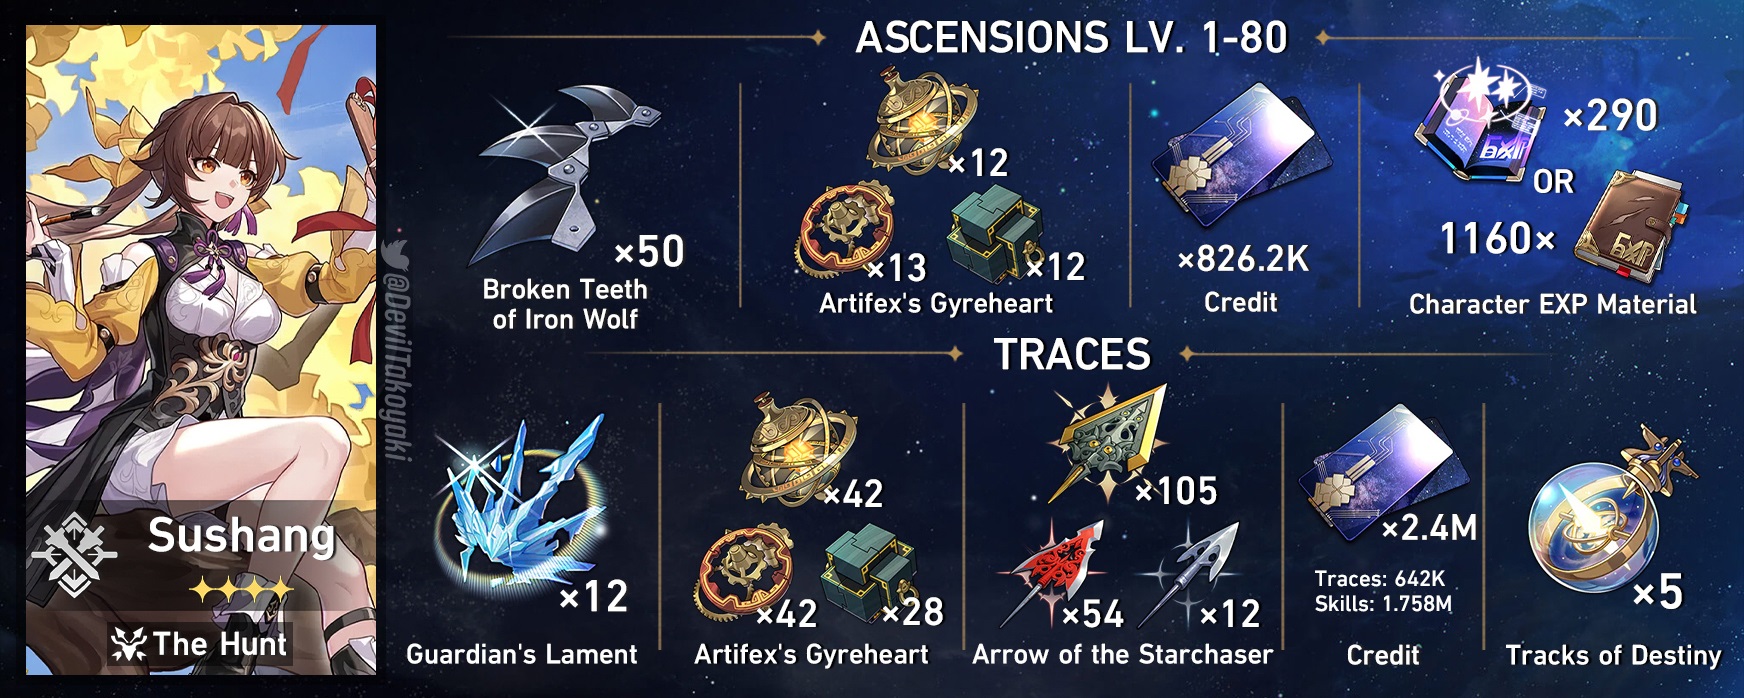 ASCENSIONS LV. 1-80
×50
Broken Teeth
of Iron Wolf
×12
×13
×12
Artifex's Gyreheart
×826.2K
Credit
×290
OR
1160×
EXP
Character EXP Material
@DevilTakoyaki
TRACES
Sushang
The Hunt
×12
Guardian's Lament
×42
×42
×28
Artifex's Gyreheart
×105
×54
×12
Arrow of the Starchaser
×2.4M
Traces: 642K
Skills: 1.758M
Credit
×5
Tracks of Destiny